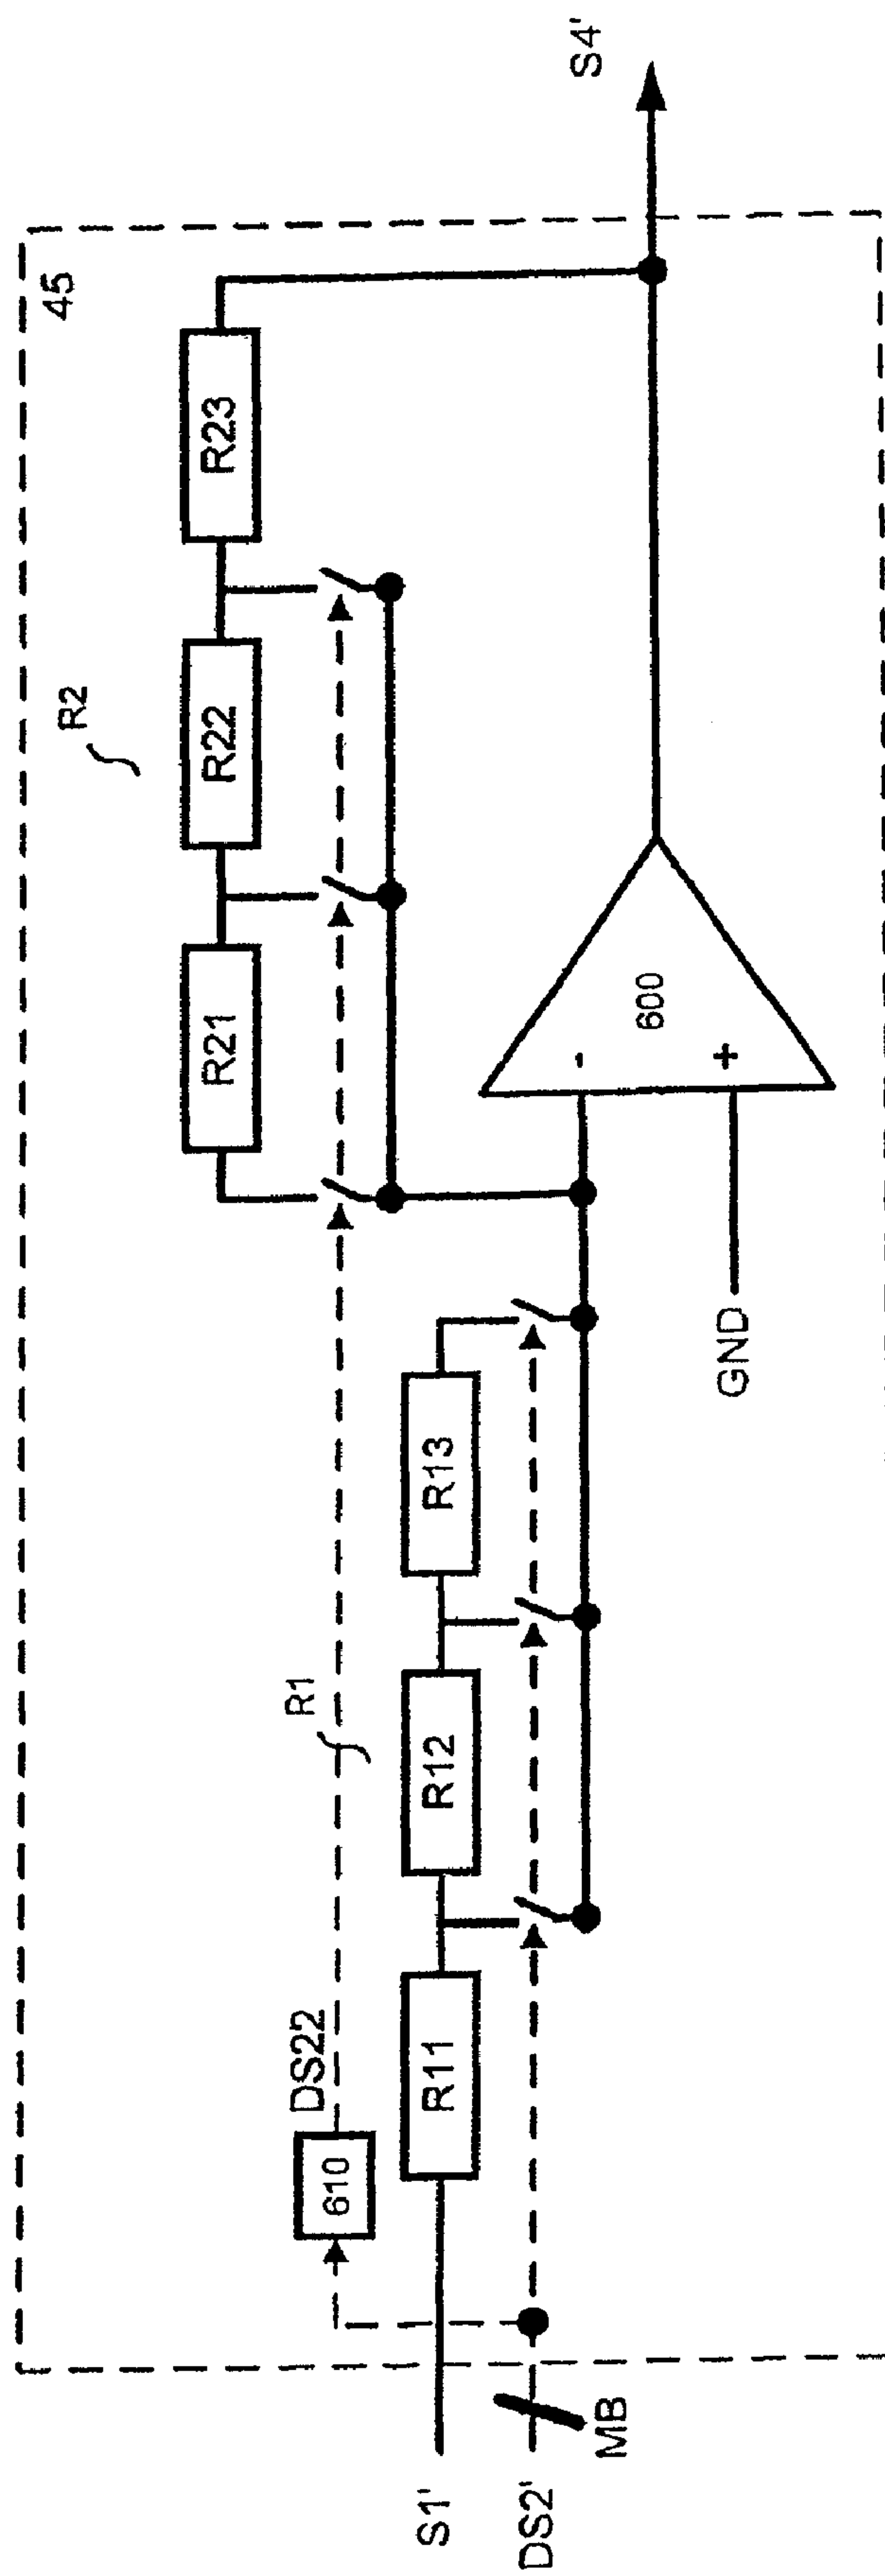 45
R2
R21
R22
R23
S4'
R1
DS22
610
R11
R12
R13
-
+
600
GND
S1'
DS2'
MB